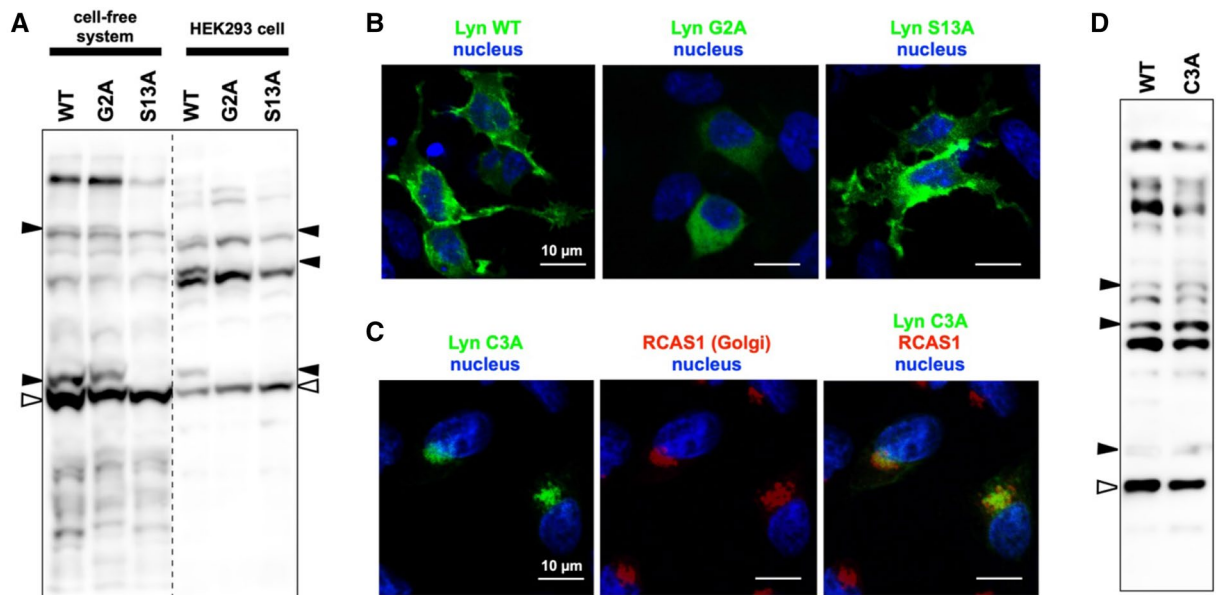 A
cell-free
system
HEK293 cell
WT
G2A
S13A
WT
G2A
S13A
B
Lyn WT
nucleus
Lyn G2A
nucleus
Lyn S13A
nucleus
10 µm
C
Lyn C3A
nucleus
RCAS1 (Golgi)
nucleus
Lyn C3A
RCAS1
nucleus
10 µm
D
WT
C3A